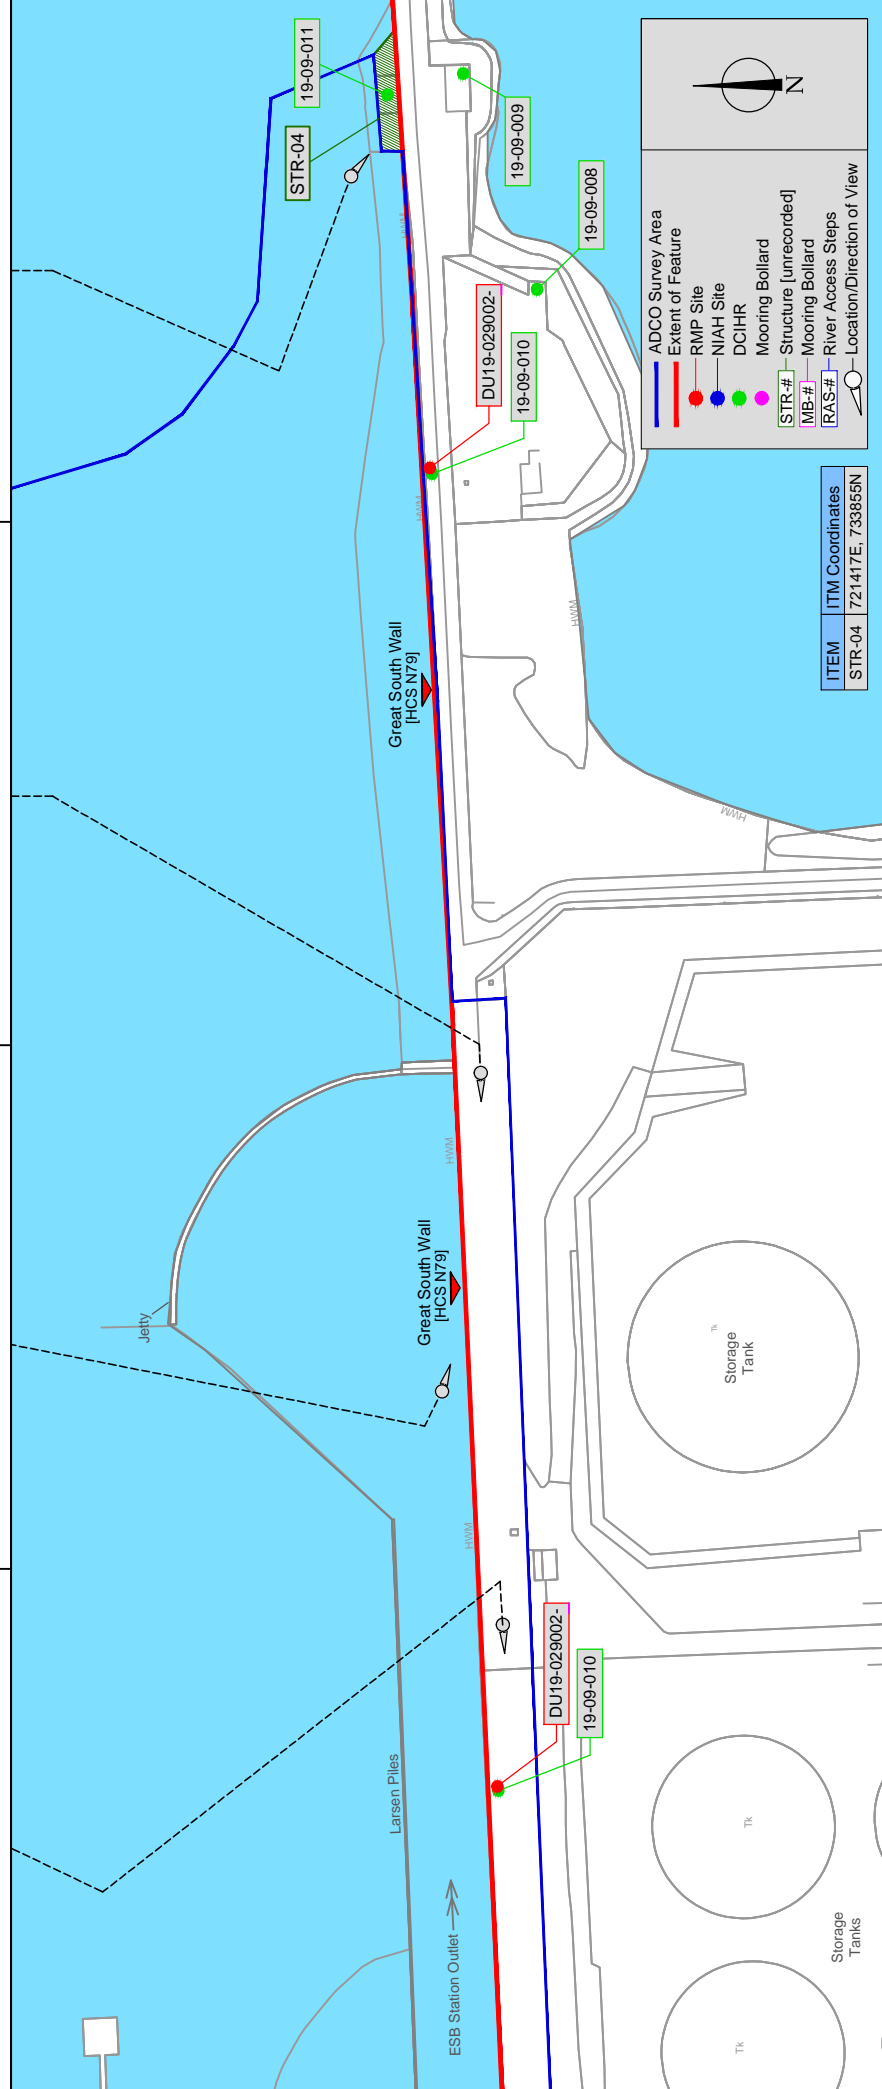 19-09-011
STR-04
19-09-009
19-09-008
DU19-029002-
19-09-010
HWM
HWM
HWM
HWM
Great South Wall
[HCS N79]
HWM
Great South Wall
[HCS N79]
HWM
Jetty
Tk
Storage
Tank
DU19-029002-
19-09-010
Larsen Piles
ESB Station Outlet
Tk
Storage
Tanks
Tk
N
ADCO Survey Area
Extent of Feature
RMP Site
NIAH Site
DCIHR
Mooring Bollard
STR-# Structure [unrecorded]
MB-# Mooring Bollard
RAS-# River Access Steps
Location/Direction of View
ITEM ITM Coordinates
STR-04 721417E, 733855N